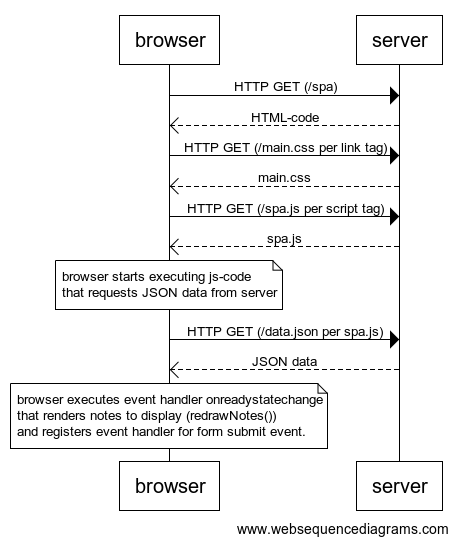 browser
server
HTTP GET (/spa)
HTML-code
HTTP GET (/main.css per link tag)
main.css
HTTP GET (/spa.js per script tag)
spa.js
browser starts executing js-code
that requests JSON data from server
HTTP GET (/data.json per spa.js)
JSON data
browser executes event handler onreadystatechange
that renders notes to display (redrawNotes())
and registers event handler for form submit event.
browser
server
www.websequencediagrams.com